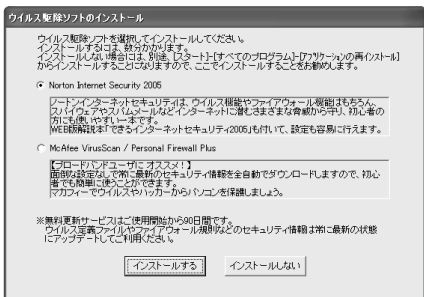 ウイルス駆除ソフトのインストール
ウイルス駆除ソフトを選択してインストールしてください。
インストールするには、数分かかります。
インストールしない場合には、別途、[スタート]-[すべてのプログラム]-[アプリケーションの再インストール]
からインストールすることになりますので、ここでインストールすることをお勧めします。
Norton Internet Security 2005
ノートンインターネットセキュリティは、ウイルス機能やファイアウォール機能はもちろん、
スパイウェアやスパムメールなどインターネットに潜むさまざまな脅威から守り、初心者の
方にも使いやすい一本です。
WEB版解説本「できるインターネットセキュリティ2005」も付いて、設定も容易に行えます。
McAfee VirusScan / Personal Firewall Plus
【ブロードバンドユーザに オススメ!】
面倒な設定なしで常に最新のセキュリティ情報を全自動でダウンロードしますので、初心
者でも簡単に使うことができます。
マカフィーでウイルスやハッカーからパソコンを保護しましょう。
※無料更新サービスはご使用開始から90日間です。
ウイルス定義ファイルやファイアウォール規則などのセキュリティ情報は常に最新の状態
にアップデートしてご利用ください。
インストールする
インストールしない